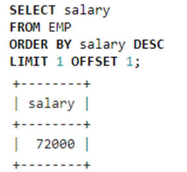 SELECT salary
FROM EMP
ORDER BY salary DESC
LIMIT 1 OFFSET 1;
+--------+
| salary |
+--------+
|  72000 |
+--------+